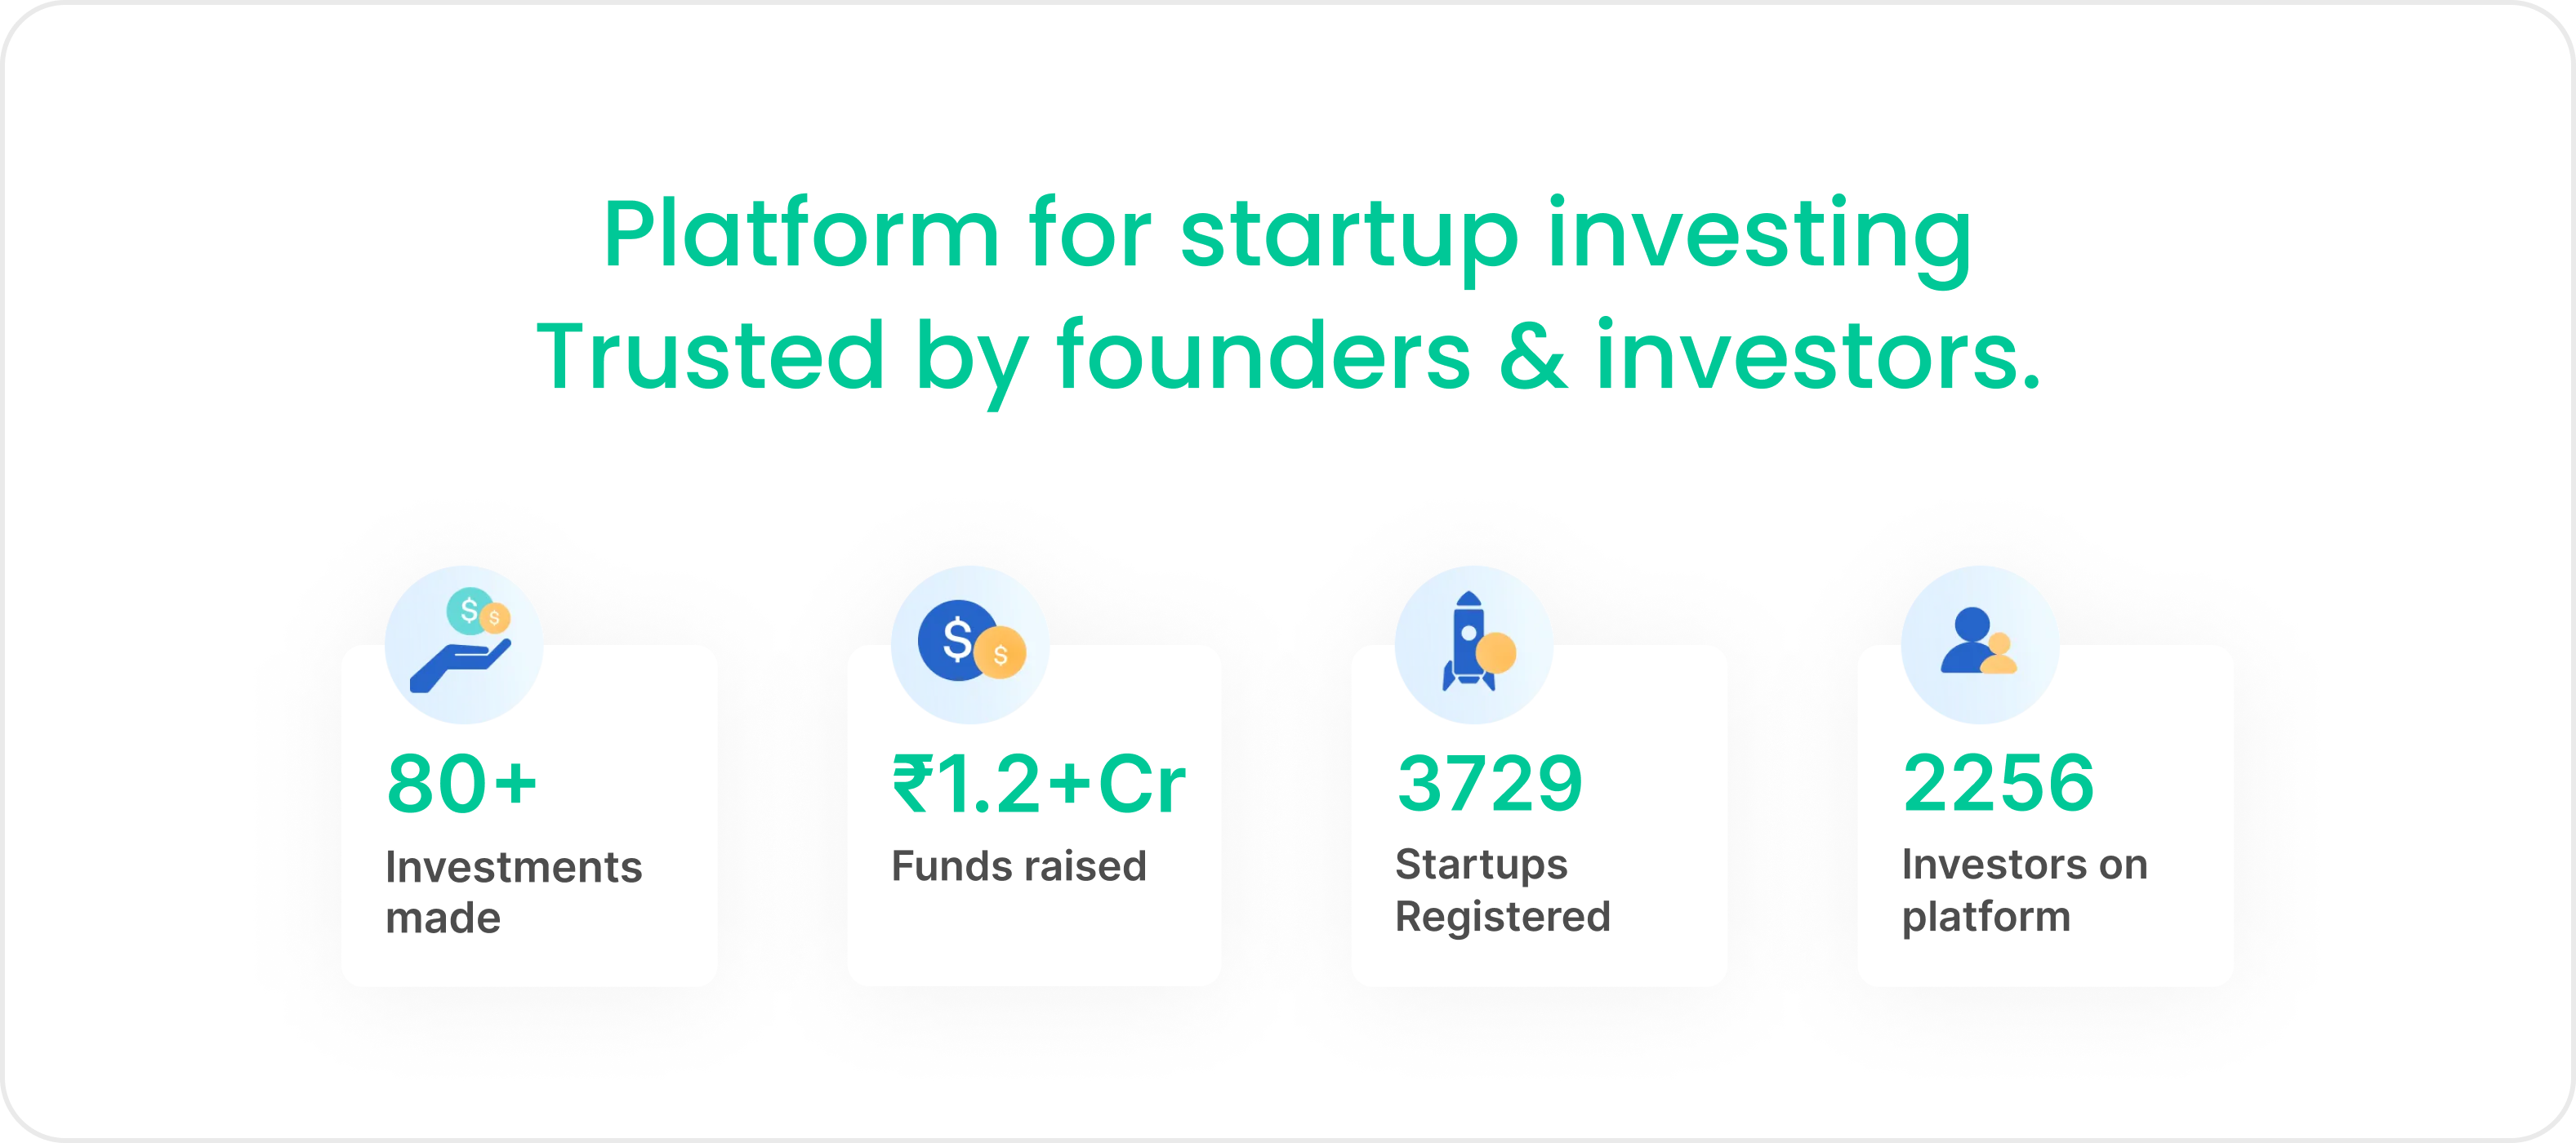 Platform for startup investing
Trusted by founders & investors.
$ $
80+
Investments
made
$ $
₹1.2+Cr
Funds raised
3729
Startups
Registered
2256
Investors on
platform